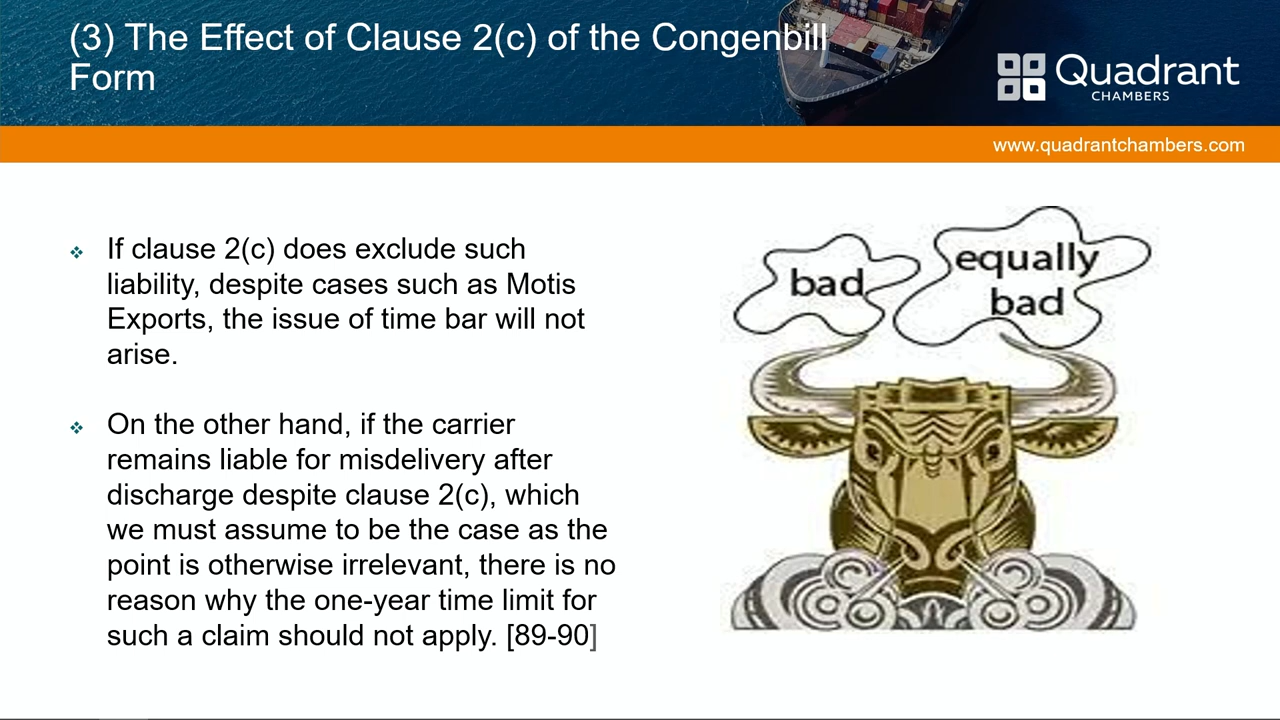 (3) The Effect of Clause 2(c) of the Congenbill
Form
Quadrant
CHAMBERS
www.quadrantchambers.com
If clause 2(c) does exclude such
liability, despite cases such as Motis
Exports, the issue of time bar will not
arise.
On the other hand, if the carrier
remains liable for misdelivery after
discharge despite clause 2(c), which
we must assume to be the case as the
point is otherwise irrelevant, there is no
reason why the one-year time limit for
such a claim should not apply. [89-90]
bad
equally
bad